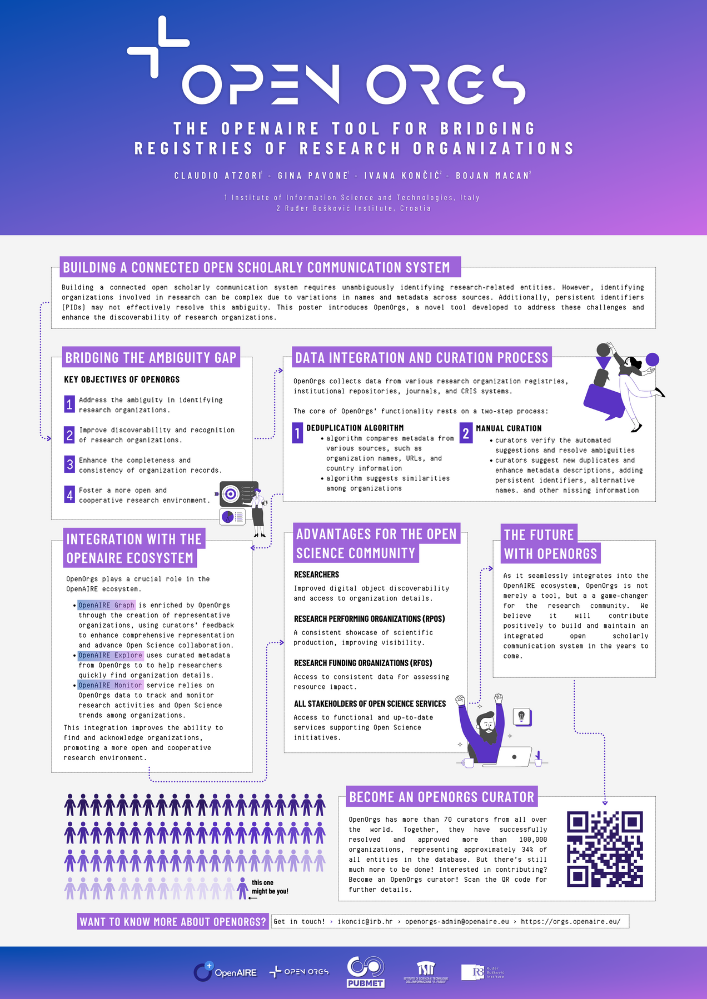 OPEN ORGS
THE OPENAIRE TOOL FOR BRIDGING
REGISTRIES OF RESEARCH ORGANIZATIONS
CLAUDIO ATZORI¹ • GINA PAVONE¹ • IVANA KONČIĆ² • BOJAN MACAN²
1 Institute of Information Science and Technologies, Italy
2 Ruđer Bošković Institute, Croatia
BUILDING A CONNECTED OPEN SCHOLARLY COMMUNICATION SYSTEM
Building a connected open scholarly communication system requires unambiguously identifying research-related entities. However, identifying
organizations involved in research can be complex due to variations in names and metadata across sources. Additionally, persistent identifiers
(PIDs) may not effectively resolve this ambiguity. This poster introduces OpenOrgs, a novel tool developed to address these challenges and
enhance the discoverability of research organizations.
BRIDGING THE AMBIGUITY GAP
KEY OBJECTIVES OF OPENORGS
1 Address the ambiguity in identifying
research organizations.
2 Improve discoverability and recognition
of research organizations.
3 Enhance the completeness and
consistency of organization records.
4 Foster a more open and
cooperative research environment.
DATA INTEGRATION AND CURATION PROCESS
OpenOrgs collects data from various research organization registries,
institutional repositories, journals, and CRIS systems.
The core of OpenOrgs' functionality rests on a two-step process:
1 DEDUPLICATION ALGORITHM
• algorithm compares metadata from
various sources, such as
organization names, URLs, and
country information
• algorithm suggests similarities
among organizations
2 MANUAL CURATION
• curators verify the automated
suggestions and resolve ambiguities
• curators suggest new duplicates and
enhance metadata descriptions, adding
persistent identifiers, alternative
names. and other missing information
INTEGRATION WITH THE
OPENAIRE ECOSYSTEM
OpenOrgs plays a crucial role in the
OpenAIRE ecosystem.
• OpenAIRE Graph is enriched by OpenOrgs
through the creation of representative
organizations, using curators' feedback
to enhance comprehensive representation
and advance Open Science collaboration.
• OpenAIRE Explore uses curated metadata
from OpenOrgs to to help researchers
quickly find organization details.
• OpenAIRE Monitor service relies on
OpenOrgs data to track and monitor
research activities and Open Science
trends among organizations.
This integration improves the ability to
find and acknowledge organizations,
promoting a more open and cooperative
research environment.
ADVANTAGES FOR THE OPEN
SCIENCE COMMUNITY
RESEARCHERS
Improved digital object discoverability
and access to organization details.
RESEARCH PERFORMING ORGANIZATIONS (RPOS)
A consistent showcase of scientific
production, improving visibility.
RESEARCH FUNDING ORGANIZATIONS (RFOS)
Access to consistent data for assessing
resource impact.
ALL STAKEHOLDERS OF OPEN SCIENCE SERVICES
Access to functional and up-to-date
services supporting Open Science
initiatives.
THE FUTURE
WITH OPENORGS
As it seamlessly integrates into the
OpenAIRE ecosystem, OpenOrgs is not
merely a tool, but a a game-changer
for the research community. We
believe it will contribute
positively to build and maintain an
integrated open scholarly
communication system in the years to
come.
this one
might be you!
BECOME AN OPENORGS CURATOR
OpenOrgs has more than 70 curators from all over
the world. Together, they have successfully
resolved and approved more than 100,000
organizations, representing approximately 34% of
all entities in the database. But there's still
much more to be done! Interested in contributing?
Become an OpenOrgs curator! Scan the QR code for
further details.
WANT TO KNOW MORE ABOUT OPENORGS?
Get in touch! › ikoncic@irb.hr › openorgs-admin@openaire.eu › https://orgs.openaire.eu/
OpenAIRE
OPEN ORGS
PUBMET
ISTI
ISTITUTO DI SCIENZA E TECNOLOGIE
DELL'INFORMAZIONE "A. FAEDO"
RB
Ruđer
Bošković
Institute